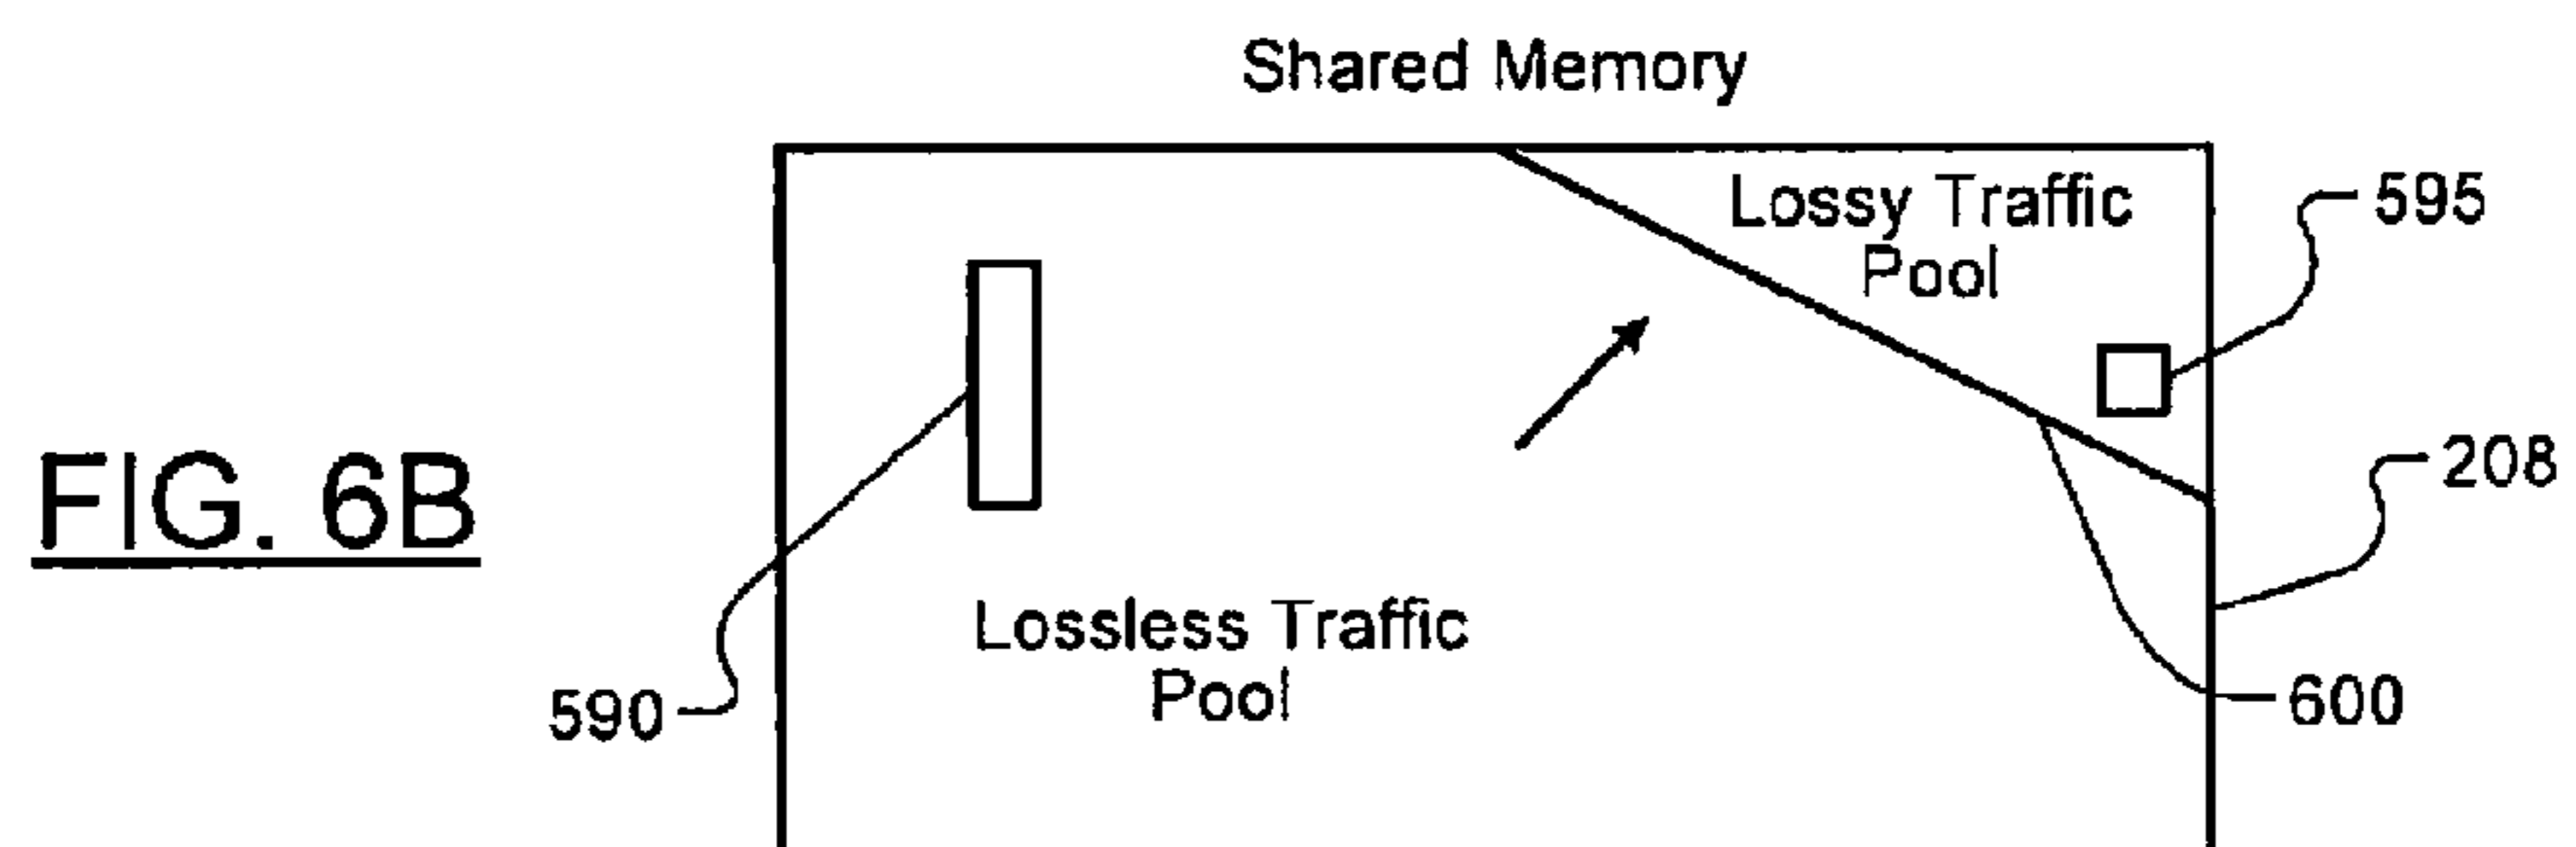 Shared Memory
Lossy Traffic
Pool
595
208
FIG. 6B
Lossless Traffic
Pool
590
600